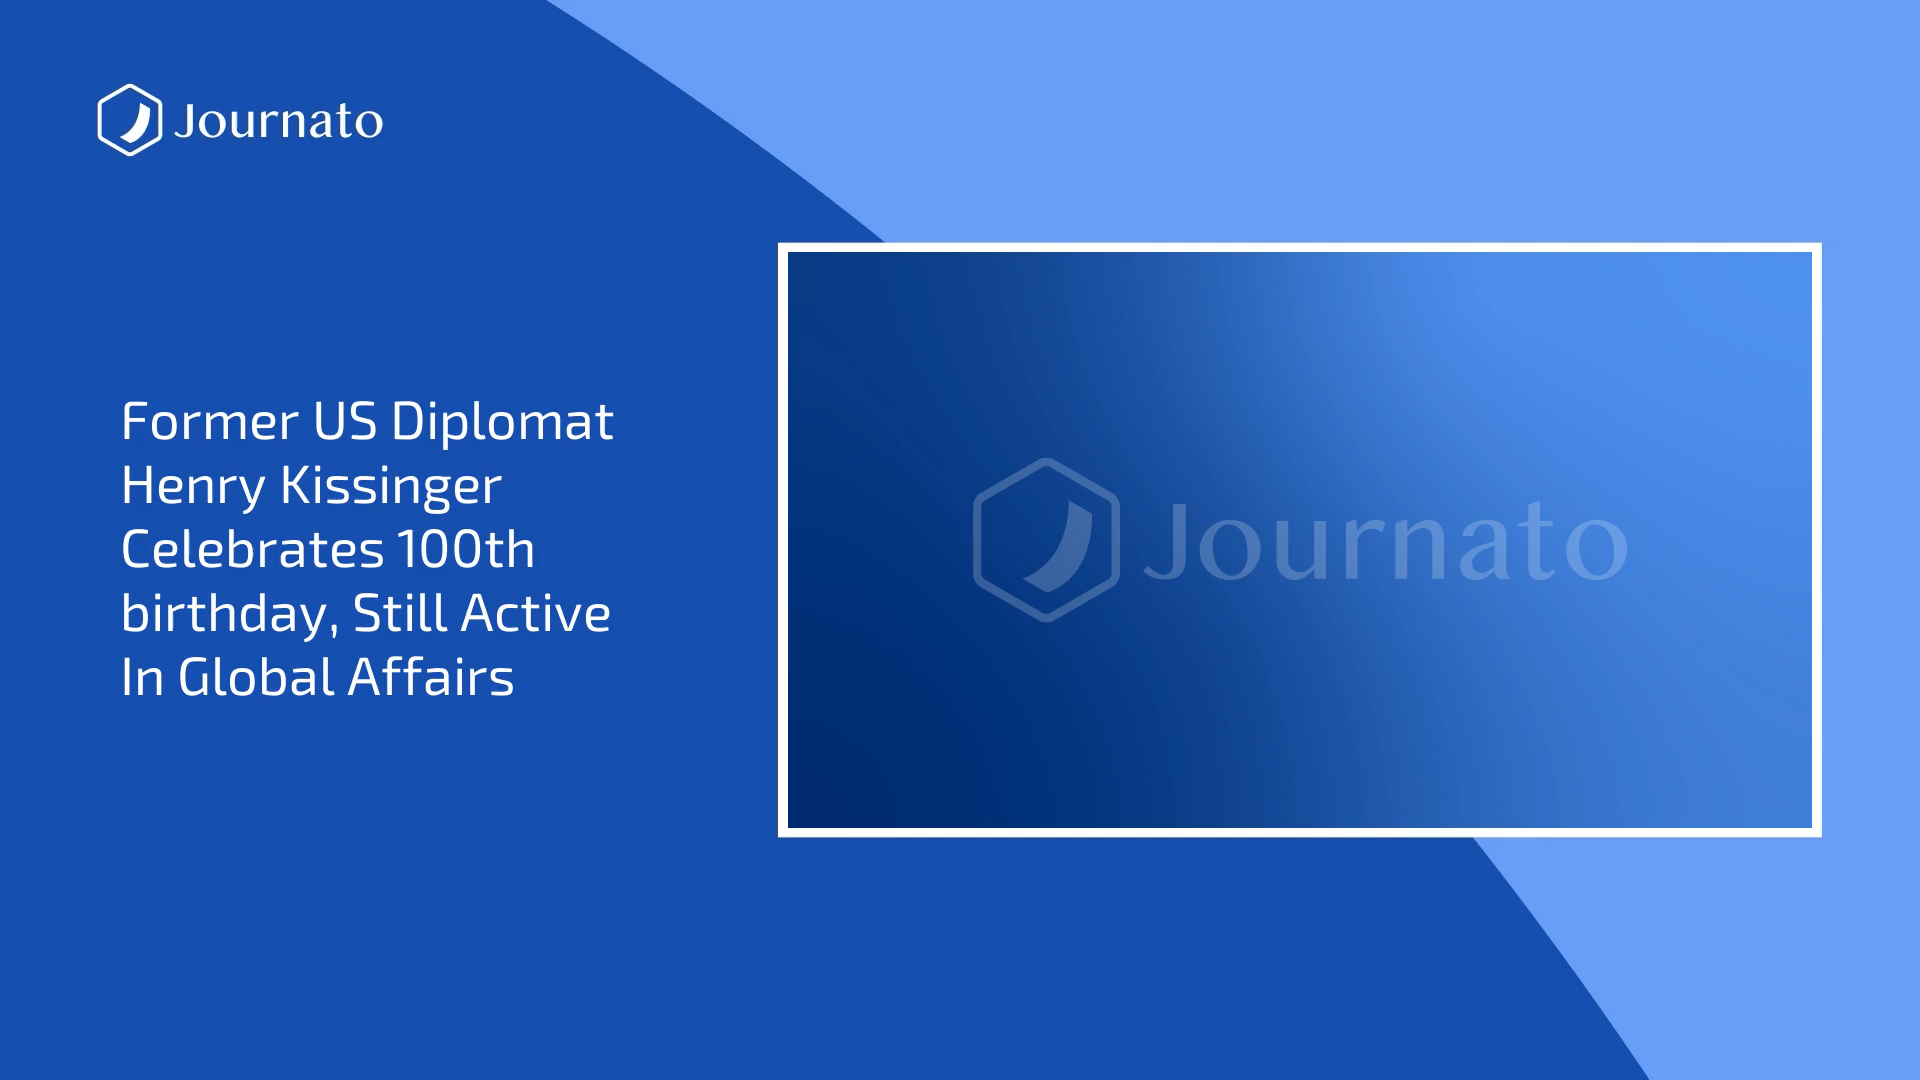 Journato
Former US Diplomat
Henry Kissinger
Celebrates 100th
birthday, Still Active
In Global Affairs
Journato